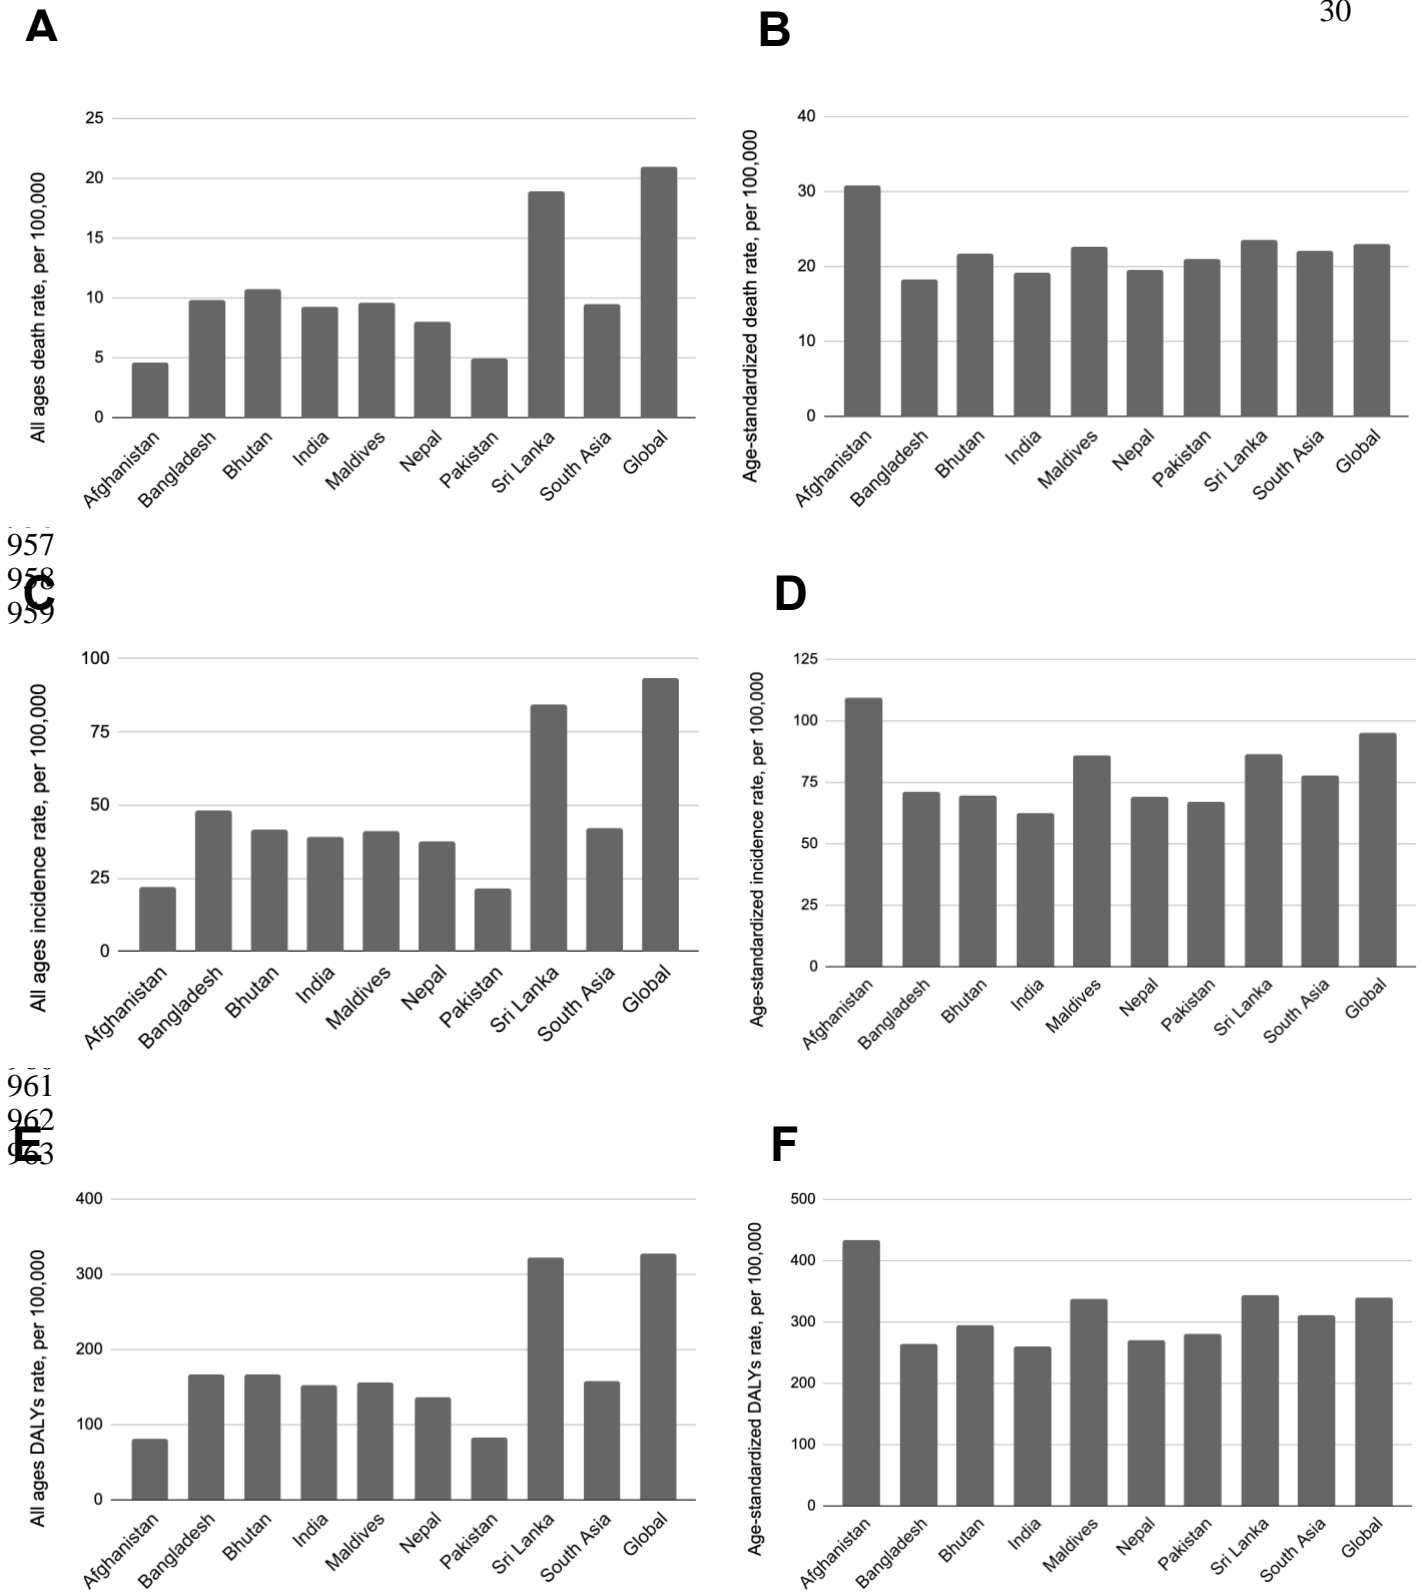 30
A
All ages death rate, per 100,000
25
20
15
10
5
0
Afghanistan
Bangladesh
Bhutan
India
Maldives
Nepal
Pakistan
Sri Lanka
South Asia
Global
B
Age-standardized death rate, per 100,000
40
30
20
10
0
Afghanistan
Bangladesh
Bhutan
India
Maldives
Nepal
Pakistan
Sri Lanka
South Asia
Global
957
958
959
C
All ages incidence rate, per 100,000
100
75
50
25
0
Afghanistan
Bangladesh
Bhutan
India
Maldives
Nepal
Pakistan
Sri Lanka
South Asia
Global
D
Age-standardized incidence rate, per 100,000
125
100
75
50
25
0
Afghanistan
Bangladesh
Bhutan
India
Maldives
Nepal
Pakistan
Sri Lanka
South Asia
Global
961
962
963
E
All ages DALYs rate, per 100,000
400
300
200
100
0
Afghanistan
Bangladesh
Bhutan
India
Maldives
Nepal
Pakistan
Sri Lanka
South Asia
Global
F
Age-standardized DALYs rate, per 100,000
500
400
300
200
100
0
Afghanistan
Bangladesh
Bhutan
India
Maldives
Nepal
Pakistan
Sri Lanka
South Asia
Global